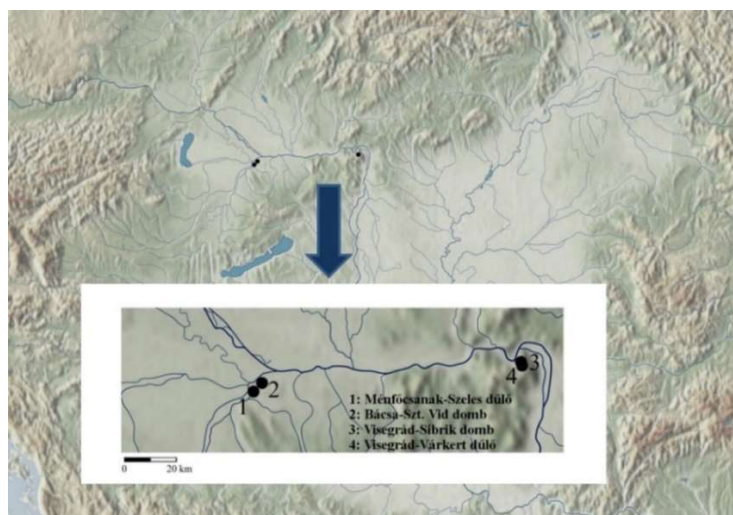 1
2
3
4
1: Ménfőcsanak-Szeles dűlő
2: Bácsa-Szt. Vid domb
3: Visegrád-Sibrik domb
4: Visegrád-Várkert dűlő
0 20 km